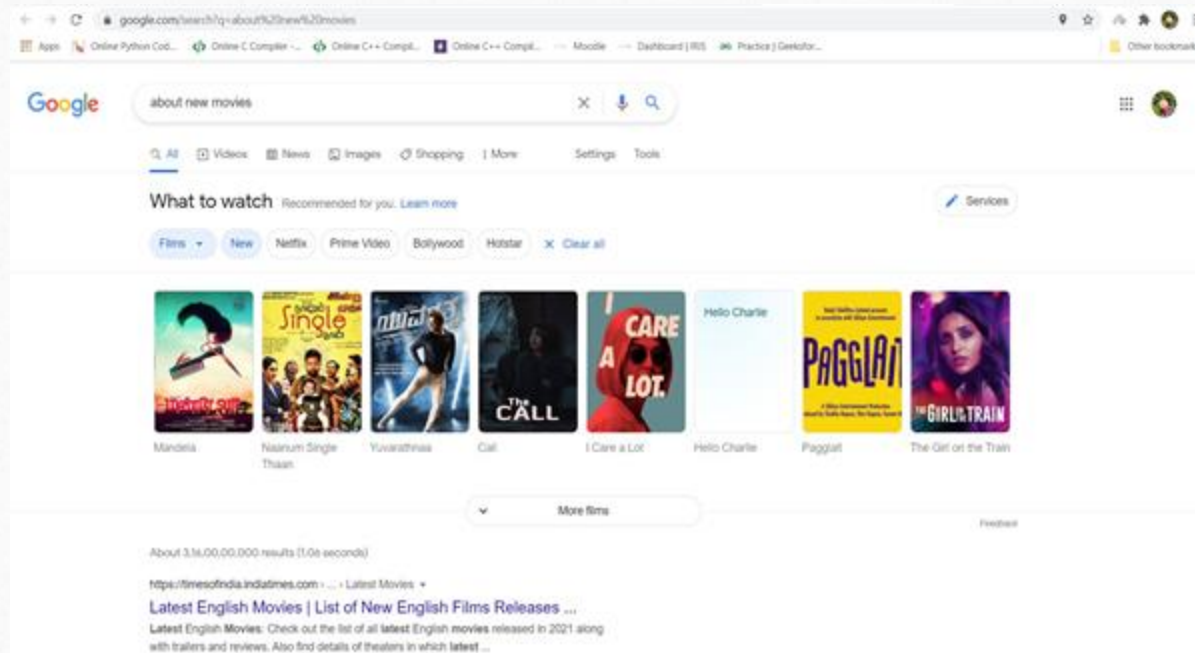 google.com/search?q=about%20new%20movies
Apps Online Python Cod... Online C Compiler -... Online C++ Compil... Online C++ Compil... Moodle Dashboard | IRIS Practice | Geeksfor... Other bookmark
Google about new movies
All Videos News Images Shopping More Settings Tools
What to watch Recommended for you. Learn more Services
Films New Netflix Prime Video Bollywood Hotstar Clear all
Single
The
CALL
I
CARE
A
LOT.
Hello Charlie
PAGGLAIT
THE GIRL ON THE TRAIN
Mandela Naanum Single Yuvarathnaa Call I Care a Lot Hello Charlie Pagglait The Girl on the Train
Thaan
More films
Feedback
About 3,16,00,00,000 results (1.06 seconds)
https://timesofindia.indiatimes.com › ... › Latest Movies
Latest English Movies | List of New English Films Releases ...
Latest English Movies: Check out the list of all latest English movies released in 2021 along
with trailers and reviews. Also find details of theaters in which latest ...